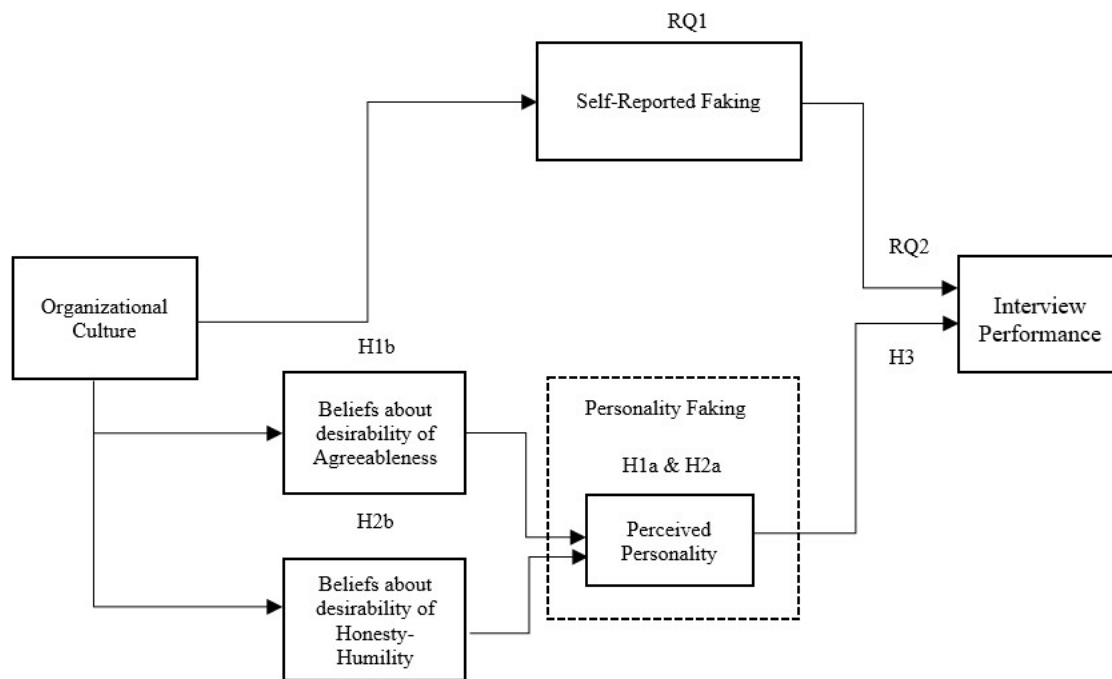 RQ1
Self-Reported Faking
RQ2
Organizational
Culture
Interview
Performance
H1b
H3
Beliefs about
desirability of
Agreeableness
Personality Faking
H1a & H2a
H2b
Perceived
Personality
Beliefs about
desirability of
Honesty-
Humility